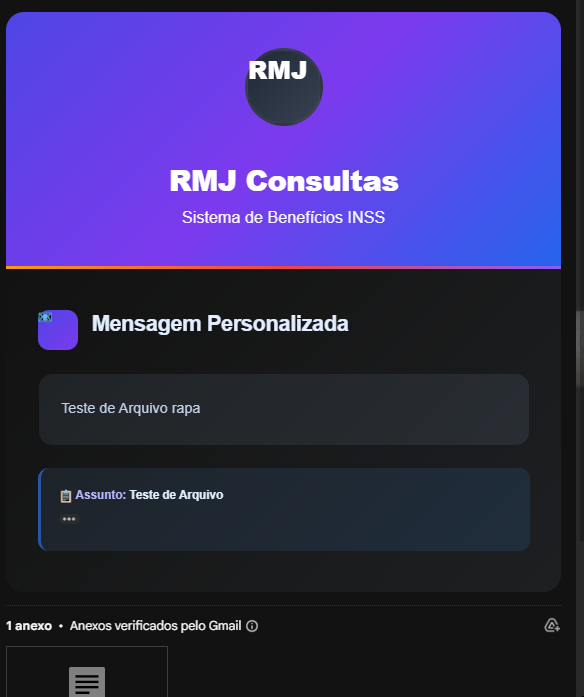 RMJ
RMJ Consultas
Sistema de Benefícios INSS
Mensagem Personalizada
Teste de Arquivo rapa
📋 Assunto: Teste de Arquivo
•••
1 anexo • Anexos verificados pelo Gmail